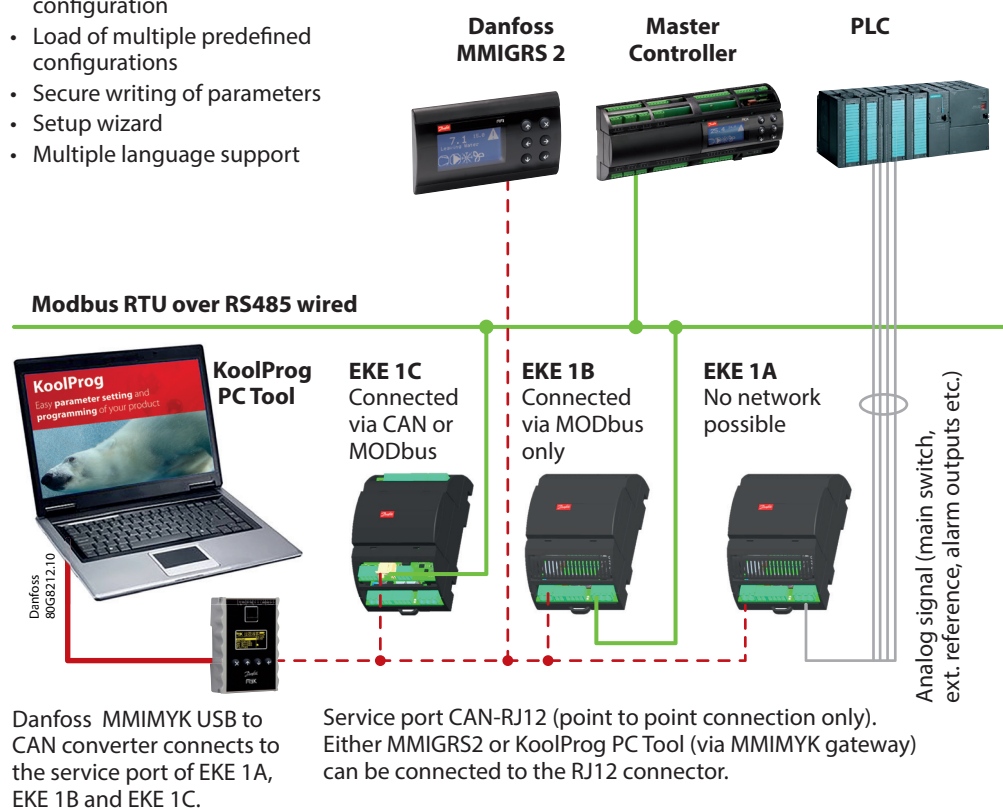 configuration
• Load of multiple predefined
configurations
• Secure writing of parameters
• Setup wizard
• Multiple language support
Danfoss
MMIGRS 2
Master
Controller
PLC
7.1
Modbus RTU over RS485 wired
KoolProg
Easy parameter setting and
programming of your product
KoolProg
PC Tool
EKE 1C
Connected
via CAN or
MODbus
EKE 1B
Connected
via MODbus
only
EKE 1A
No network
possible
Analog signal (main switch,
ext. reference, alarm outputs etc.)
Danfoss
80G8212.10
Danfoss MMIMYK USB to
CAN converter connects to
the service port of EKE 1A,
EKE 1B and EKE 1C.
Service port CAN-RJ12 (point to point connection only).
Either MMIGRS2 or KoolProg PC Tool (via MMIMYK gateway)
can be connected to the RJ12 connector.